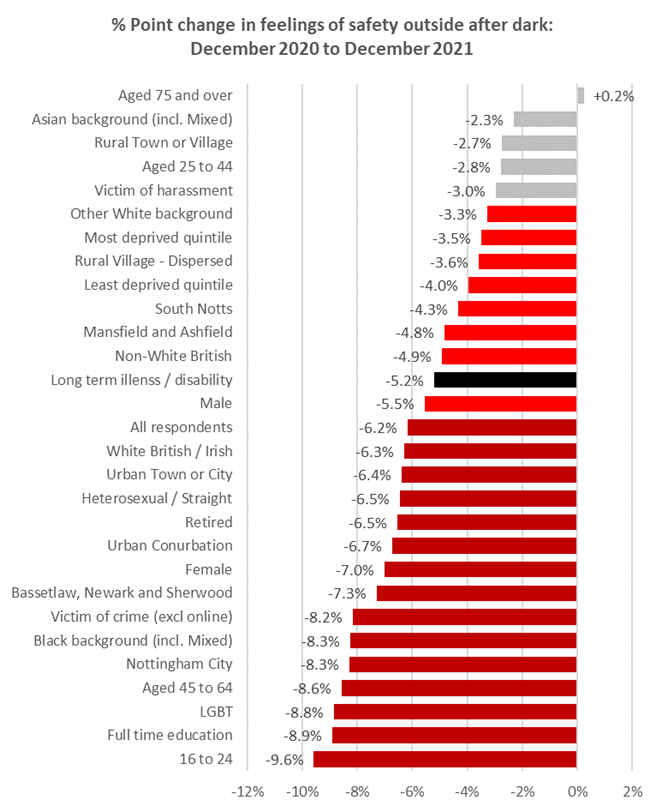 % Point change in feelings of safety outside after dark:
December 2020 to December 2021
Aged 75 and over +0.2%
Asian background (incl. Mixed) -2.3%
Rural Town or Village -2.7%
Aged 25 to 44 -2.8%
Victim of harassment -3.0%
Other White background -3.3%
Most deprived quintile -3.5%
Rural Village - Dispersed -3.6%
Least deprived quintile -4.0%
South Notts -4.3%
Mansfield and Ashfield -4.8%
Non-White British -4.9%
Long term illenss / disability -5.2%
Male -5.5%
All respondents -6.2%
White British / Irish -6.3%
Urban Town or City -6.4%
Heterosexual / Straight -6.5%
Retired -6.5%
Urban Conurbation -6.7%
Female -7.0%
Bassetlaw, Newark and Sherwood -7.3%
Victim of crime (excl online) -8.2%
Black background (incl. Mixed) -8.3%
Nottingham City -8.3%
Aged 45 to 64 -8.6%
LGBT -8.8%
Full time education -8.9%
16 to 24 -9.6%
-12% -10% -8% -6% -4% -2% 0% 2%